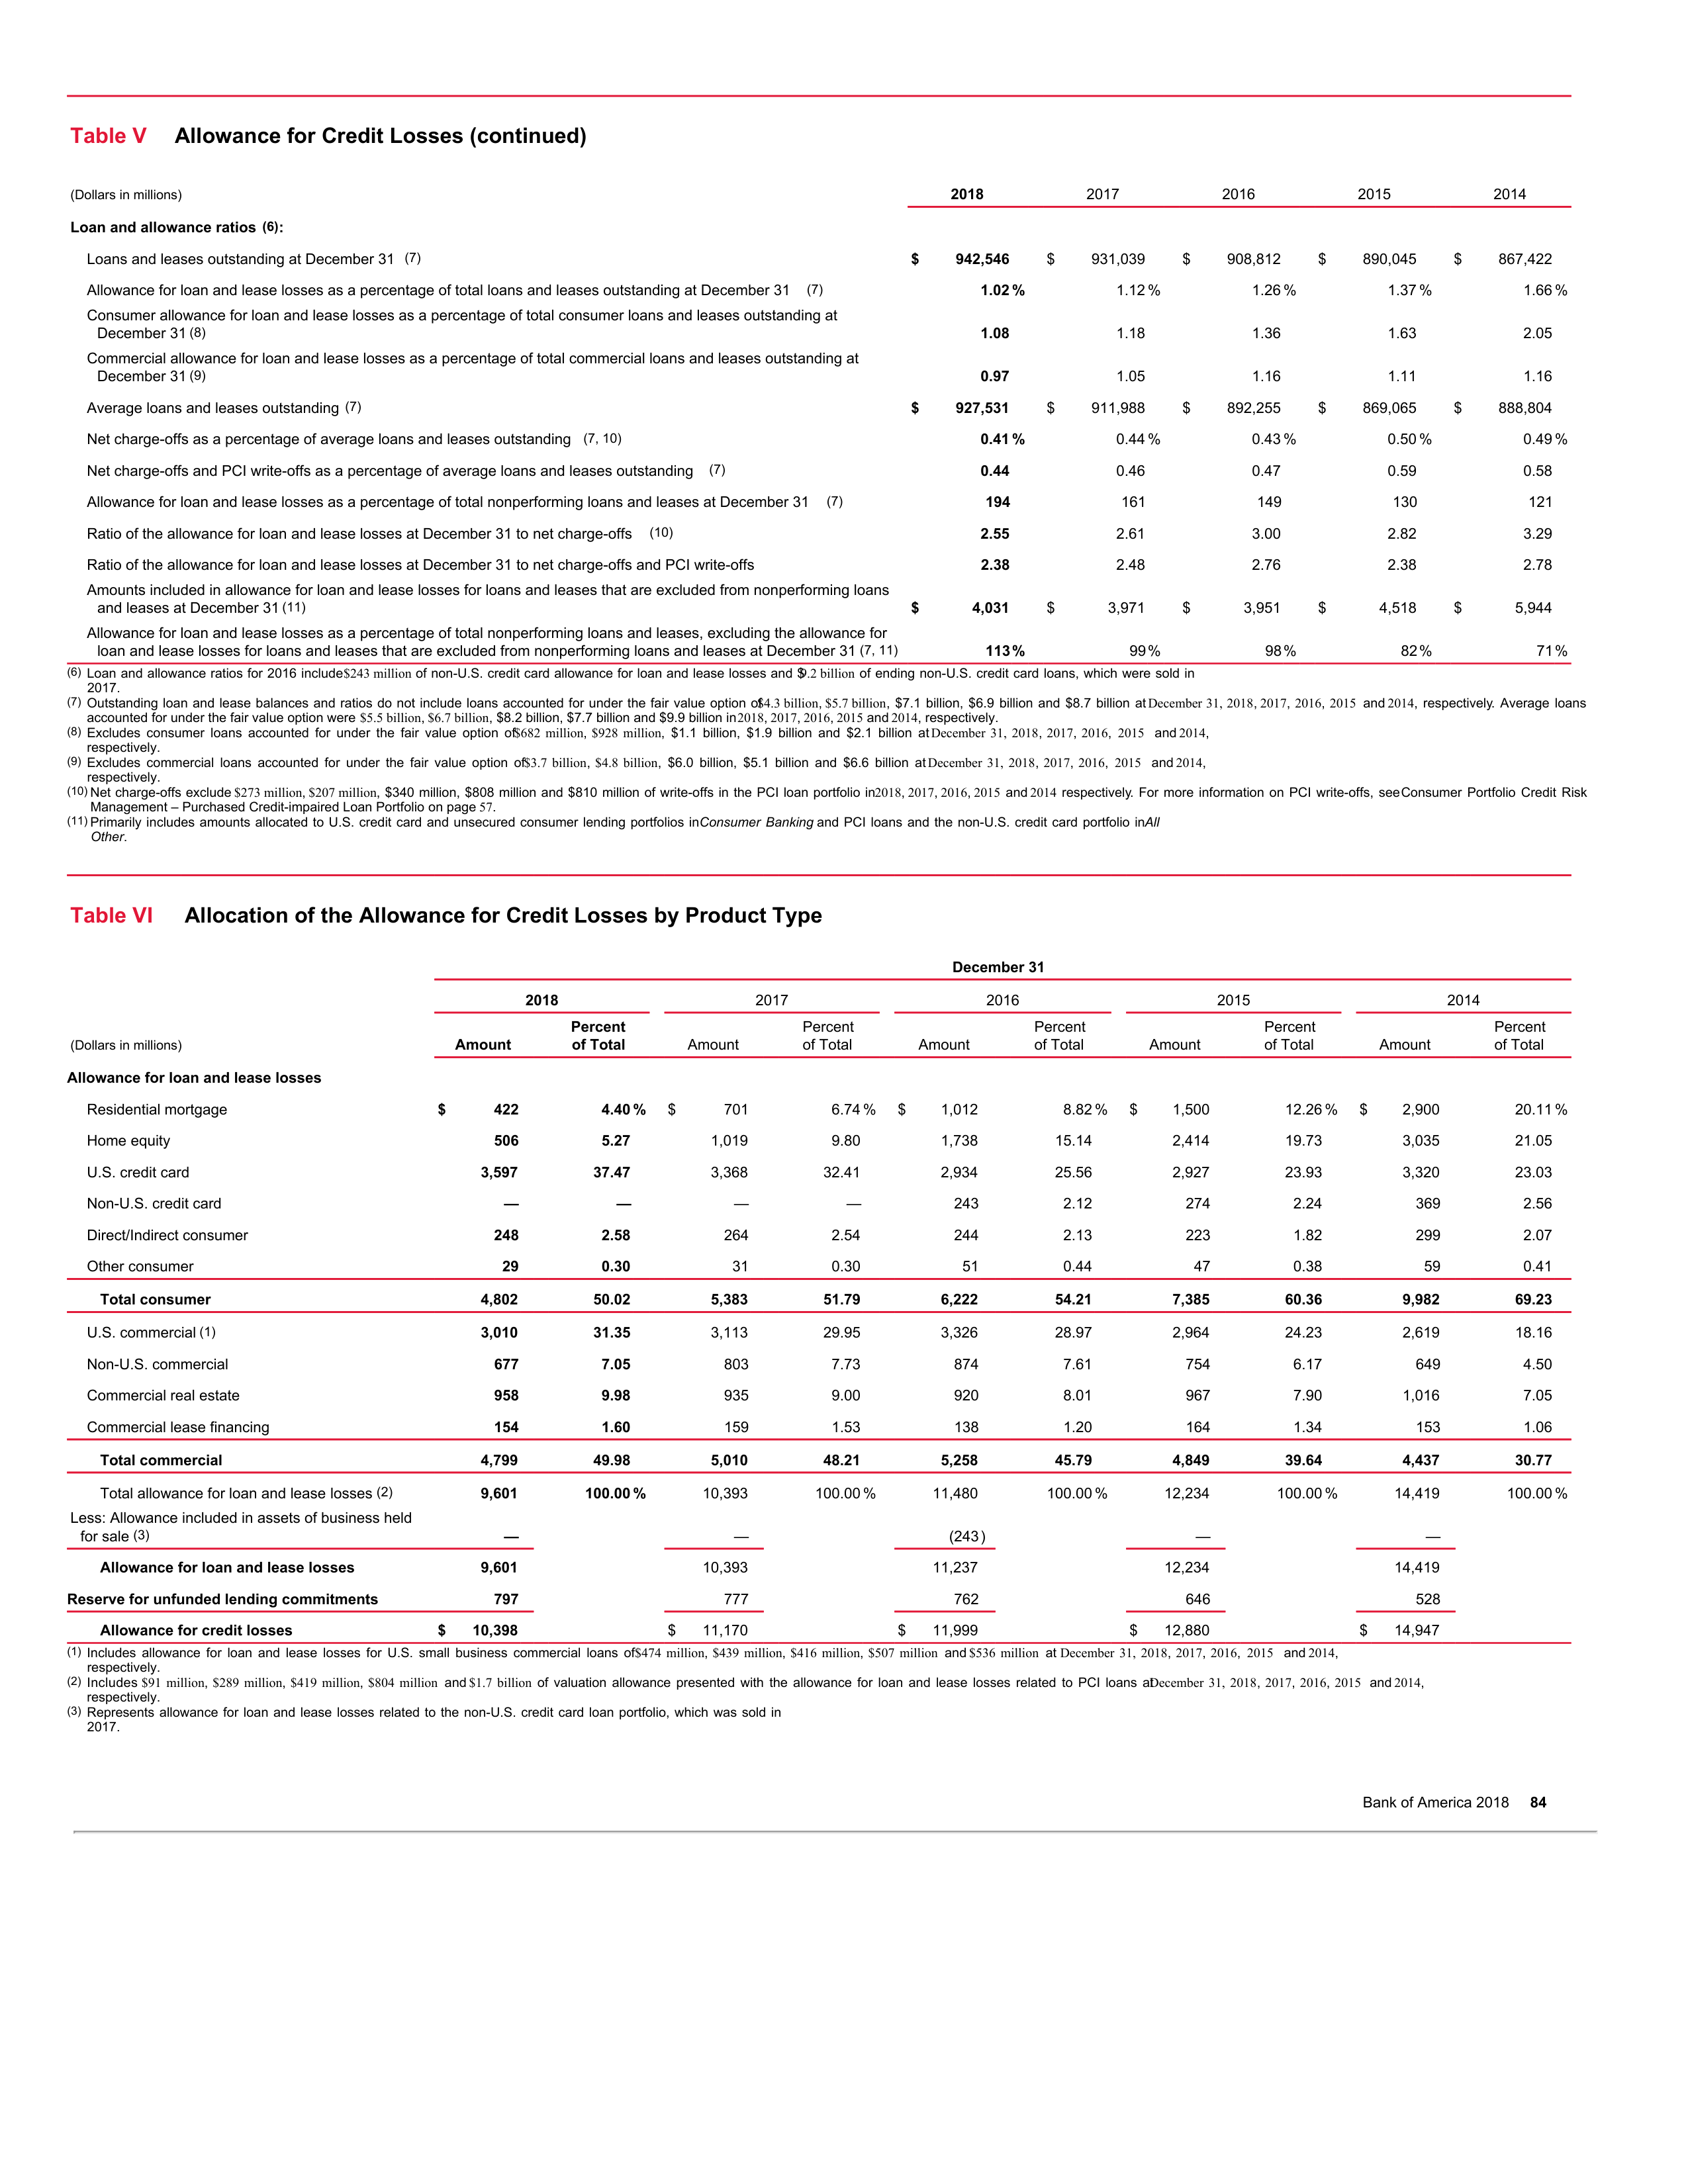 Table V Allowance for Credit Losses (continued)
(Dollars in millions) 2018 2017 2016 2015 2014
Loan and allowance ratios (6):
Loans and leases outstanding at December 31 (7) $ 942,546 $ 931,039 $ 908,812 $ 890,045 $ 867,422
Allowance for loan and lease losses as a percentage of total loans and leases outstanding at December 31 (7) 1.02 % 1.12 % 1.26 % 1.37 % 1.66 %
Consumer allowance for loan and lease losses as a percentage of total consumer loans and leases outstanding at
December 31 (8) 1.08 1.18 1.36 1.63 2.05
Commercial allowance for loan and lease losses as a percentage of total commercial loans and leases outstanding at
December 31 (9) 0.97 1.05 1.16 1.11 1.16
Average loans and leases outstanding (7) $ 927,531 $ 911,988 $ 892,255 $ 869,065 $ 888,804
Net charge-offs as a percentage of average loans and leases outstanding (7, 10) 0.41 % 0.44 % 0.43 % 0.50 % 0.49 %
Net charge-offs and PCI write-offs as a percentage of average loans and leases outstanding (7) 0.44 0.46 0.47 0.59 0.58
Allowance for loan and lease losses as a percentage of total nonperforming loans and leases at December 31 (7) 194 161 149 130 121
Ratio of the allowance for loan and lease losses at December 31 to net charge-offs (10) 2.55 2.61 3.00 2.82 3.29
Ratio of the allowance for loan and lease losses at December 31 to net charge-offs and PCI write-offs 2.38 2.48 2.76 2.38 2.78
Amounts included in allowance for loan and lease losses for loans and leases that are excluded from nonperforming loans
and leases at December 31 (11) $ 4,031 $ 3,971 $ 3,951 $ 4,518 $ 5,944
Allowance for loan and lease losses as a percentage of total nonperforming loans and leases, excluding the allowance for
loan and lease losses for loans and leases that are excluded from nonperforming loans and leases at December 31 (7, 11) 113 % 99 % 98 % 82 % 71 %
(6) Loan and allowance ratios for 2016 include $243 million of non-U.S. credit card allowance for loan and lease losses and $9.2 billion of ending non-U.S. credit card loans, which were sold in
2017.
(7) Outstanding loan and lease balances and ratios do not include loans accounted for under the fair value option of $4.3 billion, $5.7 billion, $7.1 billion, $6.9 billion and $8.7 billion at December 31, 2018, 2017, 2016, 2015 and 2014, respectively. Average loans
accounted for under the fair value option were $5.5 billion, $6.7 billion, $8.2 billion, $7.7 billion and $9.9 billion in 2018, 2017, 2016, 2015 and 2014, respectively.
(8) Excludes consumer loans accounted for under the fair value option of $682 million, $928 million, $1.1 billion, $1.9 billion and $2.1 billion at December 31, 2018, 2017, 2016, 2015 and 2014,
respectively.
(9) Excludes commercial loans accounted for under the fair value option of $3.7 billion, $4.8 billion, $6.0 billion, $5.1 billion and $6.6 billion at December 31, 2018, 2017, 2016, 2015 and 2014,
respectively.
(10) Net charge-offs exclude $273 million, $207 million, $340 million, $808 million and $810 million of write-offs in the PCI loan portfolio in 2018, 2017, 2016, 2015 and 2014 respectively. For more information on PCI write-offs, see Consumer Portfolio Credit Risk
Management – Purchased Credit-impaired Loan Portfolio on page 57.
(11) Primarily includes amounts allocated to U.S. credit card and unsecured consumer lending portfolios in Consumer Banking and PCI loans and the non-U.S. credit card portfolio in All
Other.
Table VI Allocation of the Allowance for Credit Losses by Product Type
December 31
2018 2017 2016 2015 2014
Percent Percent Percent Percent Percent
(Dollars in millions) Amount of Total Amount of Total Amount of Total Amount of Total Amount of Total
Allowance for loan and lease losses
Residential mortgage $ 422 4.40 % $ 701 6.74 % $ 1,012 8.82 % $ 1,500 12.26 % $ 2,900 20.11 %
Home equity 506 5.27 1,019 9.80 1,738 15.14 2,414 19.73 3,035 21.05
U.S. credit card 3,597 37.47 3,368 32.41 2,934 25.56 2,927 23.93 3,320 23.03
Non-U.S. credit card — — — — 243 2.12 274 2.24 369 2.56
Direct/Indirect consumer 248 2.58 264 2.54 244 2.13 223 1.82 299 2.07
Other consumer 29 0.30 31 0.30 51 0.44 47 0.38 59 0.41
Total consumer 4,802 50.02 5,383 51.79 6,222 54.21 7,385 60.36 9,982 69.23
U.S. commercial (1) 3,010 31.35 3,113 29.95 3,326 28.97 2,964 24.23 2,619 18.16
Non-U.S. commercial 677 7.05 803 7.73 874 7.61 754 6.17 649 4.50
Commercial real estate 958 9.98 935 9.00 920 8.01 967 7.90 1,016 7.05
Commercial lease financing 154 1.60 159 1.53 138 1.20 164 1.34 153 1.06
Total commercial 4,799 49.98 5,010 48.21 5,258 45.79 4,849 39.64 4,437 30.77
Total allowance for loan and lease losses (2) 9,601 100.00 % 10,393 100.00 % 11,480 100.00 % 12,234 100.00 % 14,419 100.00 %
Less: Allowance included in assets of business held
for sale (3) — — (243) — —
Allowance for loan and lease losses 9,601 10,393 11,237 12,234 14,419
Reserve for unfunded lending commitments 797 777 762 646 528
Allowance for credit losses $ 10,398 $ 11,170 $ 11,999 $ 12,880 $ 14,947
(1) Includes allowance for loan and lease losses for U.S. small business commercial loans of $474 million, $439 million, $416 million, $507 million and $536 million at December 31, 2018, 2017, 2016, 2015 and 2014,
respectively.
(2) Includes $91 million, $289 million, $419 million, $804 million and $1.7 billion of valuation allowance presented with the allowance for loan and lease losses related to PCI loans at December 31, 2018, 2017, 2016, 2015 and 2014,
respectively.
(3) Represents allowance for loan and lease losses related to the non-U.S. credit card loan portfolio, which was sold in
2017.
Bank of America 2018 84